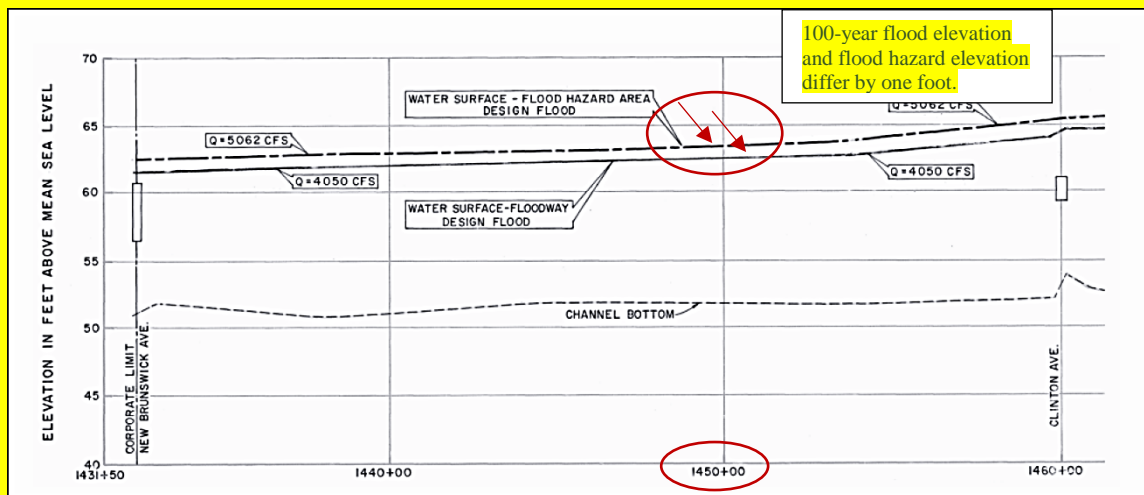 100-year flood elevation
and flood hazard elevation
differ by one foot.
70
65
60
55
50
45
40
ELEVATION IN FEET ABOVE MEAN SEA LEVEL
WATER SURFACE - FLOOD HAZARD AREA
DESIGN FLOOD
Q=5062 CFS
Q=5062 CFS
Q=4050 CFS
Q=4050 CFS
WATER SURFACE-FLOODWAY
DESIGN FLOOD
CHANNEL BOTTOM
CORPORATE LIMIT
NEW BRUNSWICK AVE.
CLINTON AVE.
1431+50
1440+00
1450+00
1460+00